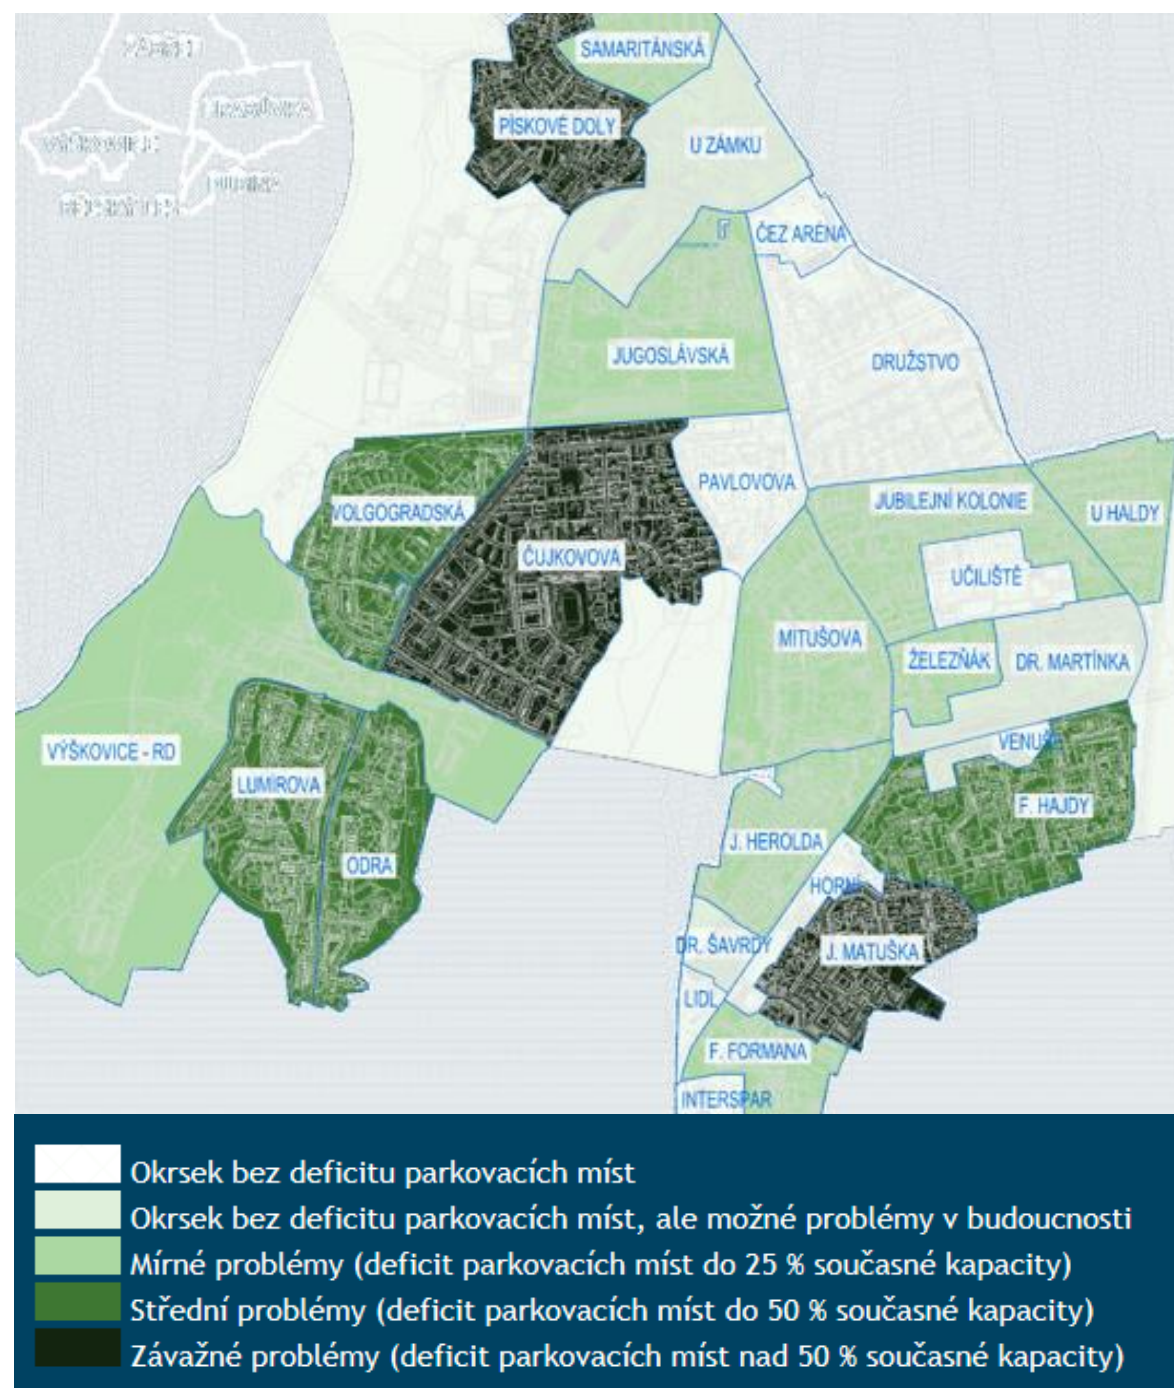 SAMARITÁNSKÁ
PÍSKOVÉ DOLY
U ZÁMKU
ČEZ ARÉNA
JUGOSLÁVSKÁ
DRUŽSTVO
PAVLOVOVA
JUBILEJNÍ KOLONIE
U HALDY
VOLGOGRADSKÁ
ČUJKOVOVA
UČILIŠTĚ
MITUŠOVA
ŽELEZŇÁK
DR. MARTÍNKA
VÝŠKOVICE - RD
VENUŠE
LUMÍROVA
F. HAJDY
J. HEROLDA
ODRA
HORNÍ
DR. ŠAVRDY
J. MATUŠKA
LIDL
F. FORMANA
INTERSPAR
Okrsek bez deficitu parkovacích míst
Okrsek bez deficitu parkovacích míst, ale možné problémy v budoucnosti
Mírné problémy (deficit parkovacích míst do 25 % současné kapacity)
Střední problémy (deficit parkovacích míst do 50 % současné kapacity)
Závažné problémy (deficit parkovacích míst nad 50 % současné kapacity)